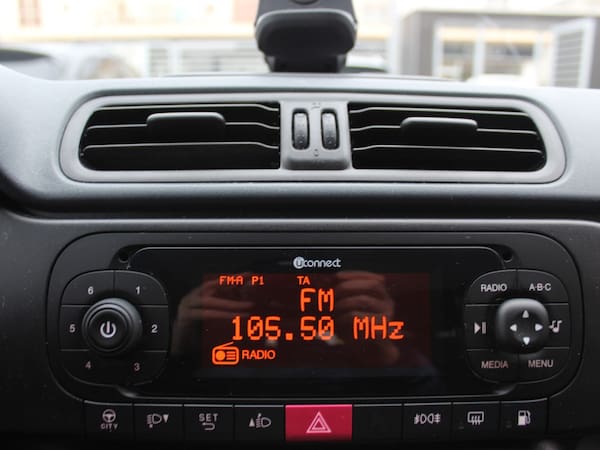 uconnect
FM-A P1 TA
FM
105.50 MHz
RADIO
6 1
5 2
4 3
RADIO A·B·C
MEDIA MENU
CITY
SET